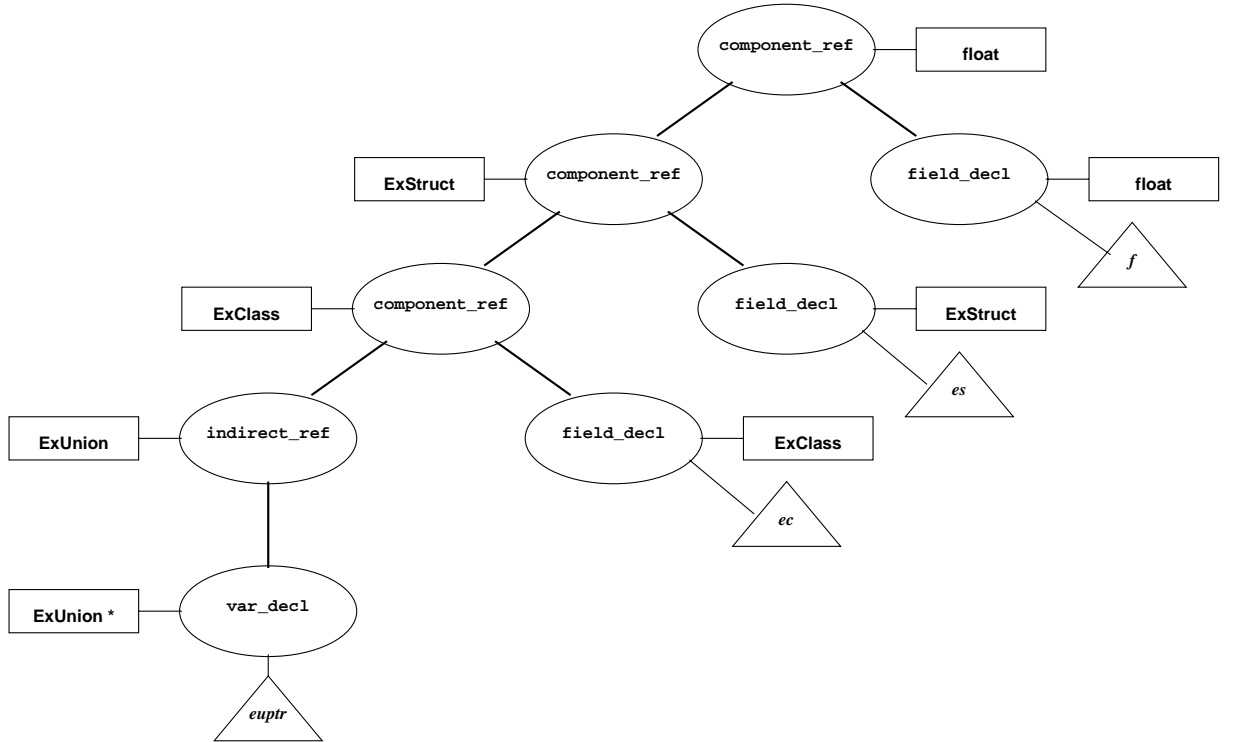 component_ref
float
ExStruct
component_ref
field_decl
float
f
ExClass
component_ref
field_decl
ExStruct
es
ExUnion
indirect_ref
field_decl
ExClass
ec
ExUnion *
var_decl
euptr